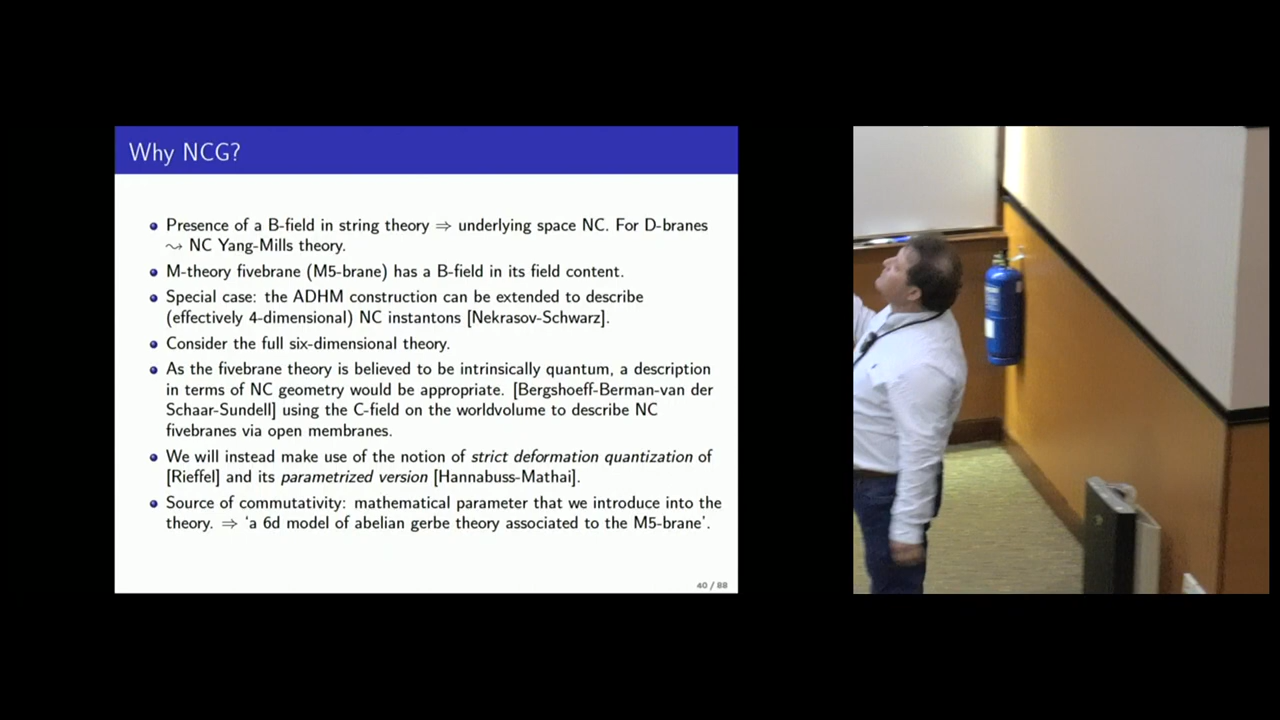 Why NCG?
Presence of a B-field in string theory ⇒ underlying space NC. For D-branes
⇝ NC Yang-Mills theory.
M-theory fivebrane (M5-brane) has a B-field in its field content.
Special case: the ADHM construction can be extended to describe
(effectively 4-dimensional) NC instantons [Nekrasov-Schwarz].
Consider the full six-dimensional theory.
As the fivebrane theory is believed to be intrinsically quantum, a description
in terms of NC geometry would be appropriate. [Bergshoeff-Berman-van der
Schaar-Sundell] using the C-field on the worldvolume to describe NC
fivebranes via open membranes.
We will instead make use of the notion of strict deformation quantization of
[Rieffel] and its parametrized version [Hannabuss-Mathai].
Source of commutativity: mathematical parameter that we introduce into the
theory. ⇒ 'a 6d model of abelian gerbe theory associated to the M5-brane'.
40 / 88